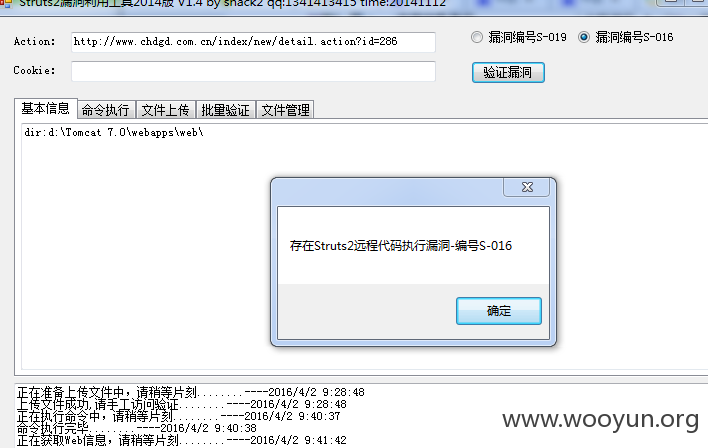 Struts2漏洞利用工具2014版 V1.4 by shack2 qq:1341413415 time:20141112
Action: http://www.chdgd.com.cn/index/new/detail.action?id=286 漏洞编号S-019 漏洞编号S-016
Cookie: 验证漏洞
基本信息 命令执行 文件上传 批量验证 文件管理
dir:d:\Tomcat 7.0\webapps\web\
存在Struts2远程代码执行漏洞-编号S-016
确定
正在准备上传文件中，请稍等片刻........----2016/4/2 9:28:48
上传文件成功,请手工访问验证........----2016/4/2 9:28:48
正在执行命令中，请稍等片刻........----2016/4/2 9:40:37
命令执行完毕........----2016/4/2 9:40:38
正在获取Web信息，请稍等片刻........----2016/4/2 9:41:42
www.wooyun.org